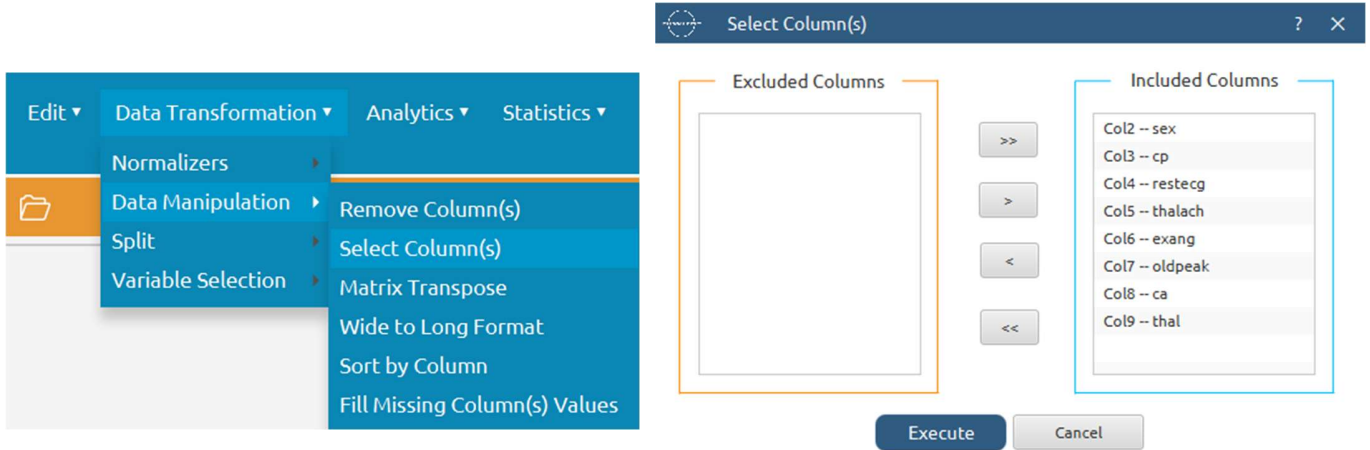 Edit ▾ Data Transformation ▾ Analytics ▾ Statistics ▾
Normalizers
Data Manipulation
Split
Variable Selection
Remove Column(s)
Select Column(s)
Matrix Transpose
Wide to Long Format
Sort by Column
Fill Missing Column(s) Values
Select Column(s) ? ×
Excluded Columns
>>
>
<
<<
Included Columns
Col2 -- sex
Col3 -- cp
Col4 -- restecg
Col5 -- thalach
Col6 -- exang
Col7 -- oldpeak
Col8 -- ca
Col9 -- thal
Execute Cancel